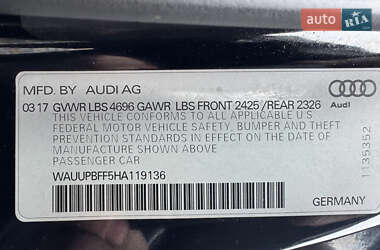 auto RIA.com
MFD. BY AUDI AG
03.17 GVWR LBS 4696 GAWR LBS FRONT 2425 /REAR 2326
THIS VEHICLE CONFORMS TO ALL APPLICABLE U.S
FEDERAL MOTOR VEHICLE SAFETY, BUMPER AND THEFT
PREVENTION STANDARDS IN EFFECT ON THE DATE OF
MANUFACTURE SHOWN ABOVE
PASSENGER CAR
WAUUPBFF5HA119136
GERMANY
Audi
1135352